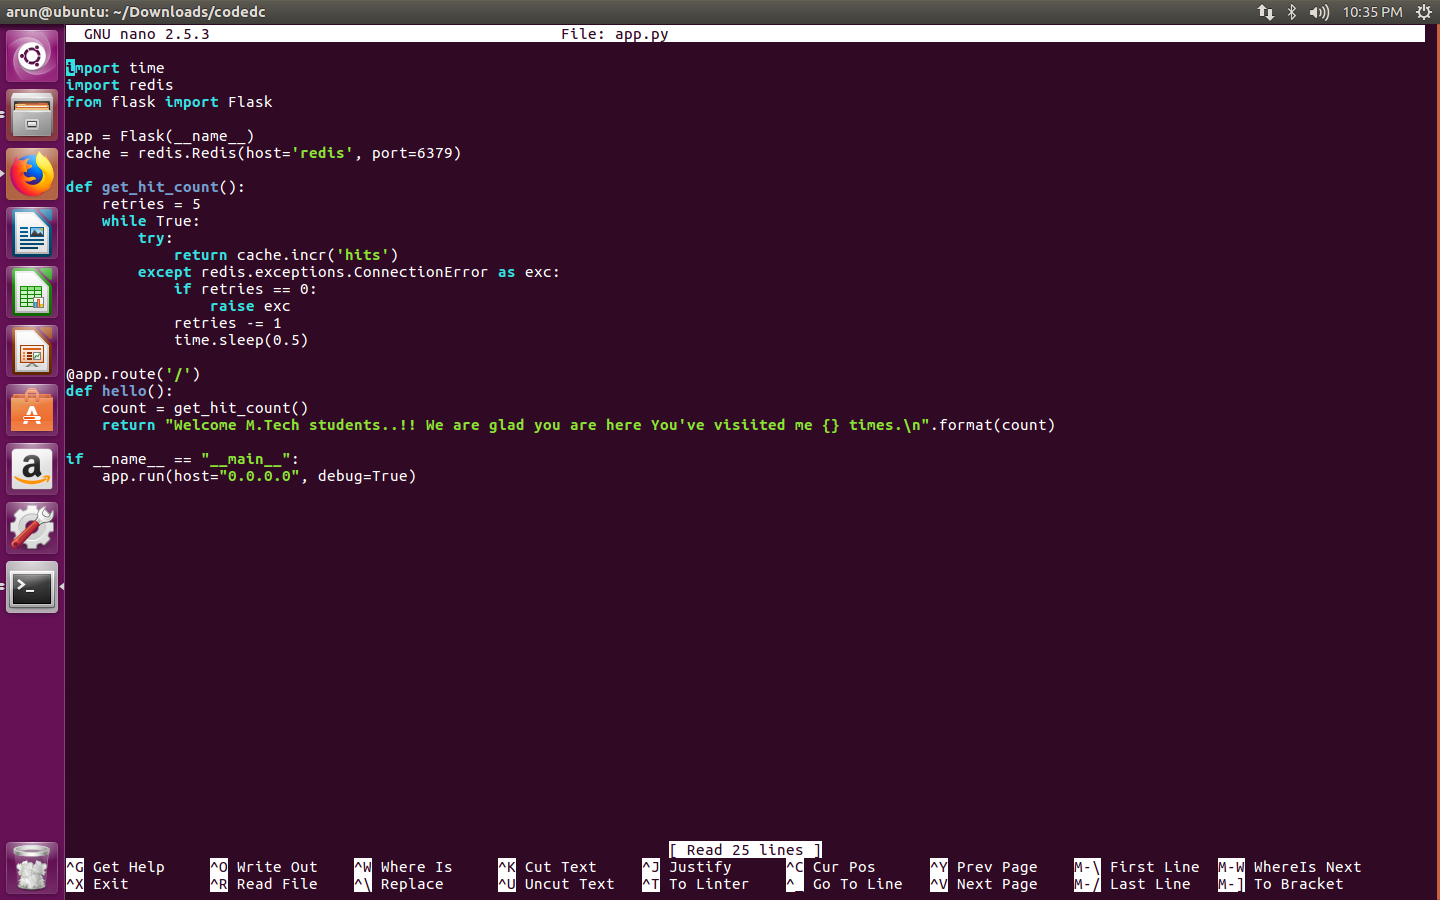 arun@ubuntu: ~/Downloads/codedc
10:35 PM
GNU nano 2.5.3 File: app.py
import time
import redis
from flask import Flask
app = Flask(__name__)
cache = redis.Redis(host='redis', port=6379)
def get_hit_count():
    retries = 5
    while True:
        try:
            return cache.incr('hits')
        except redis.exceptions.ConnectionError as exc:
            if retries == 0:
                raise exc
            retries -= 1
            time.sleep(0.5)
@app.route('/')
def hello():
    count = get_hit_count()
    return "Welcome M.Tech students..!! We are glad you are here You've visiited me {} times.\n".format(count)
if __name__ == "__main__":
    app.run(host="0.0.0.0", debug=True)
[ Read 25 lines ]
^G Get Help ^O Write Out ^W Where Is ^K Cut Text ^J Justify ^C Cur Pos ^Y Prev Page M-\ First Line M-W WhereIs Next
^X Exit ^R Read File ^\ Replace ^U Uncut Text ^T To Linter ^_ Go To Line ^V Next Page M-/ Last Line M-] To Bracket